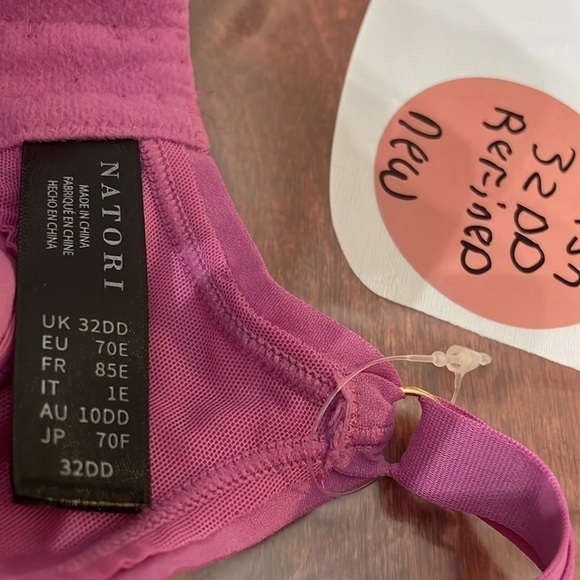 NATORI
MADE IN CHINA
FABRIQUÉ EN CHINE
HECHO EN CHINA
UK 32DD
EU 70E
FR 85E
IT 1E
AU 10DD
JP 70F
32DD
32DD
REFINED
new